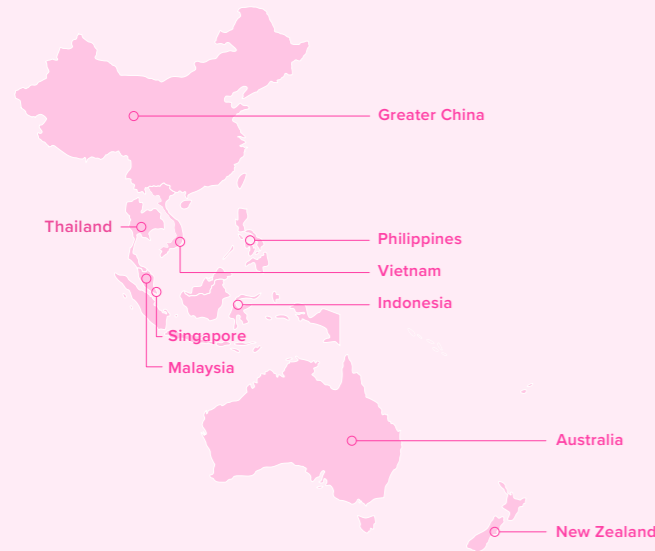 Greater China
Thailand
Philippines
Vietnam
Indonesia
Singapore
Malaysia
Australia
New Zealand